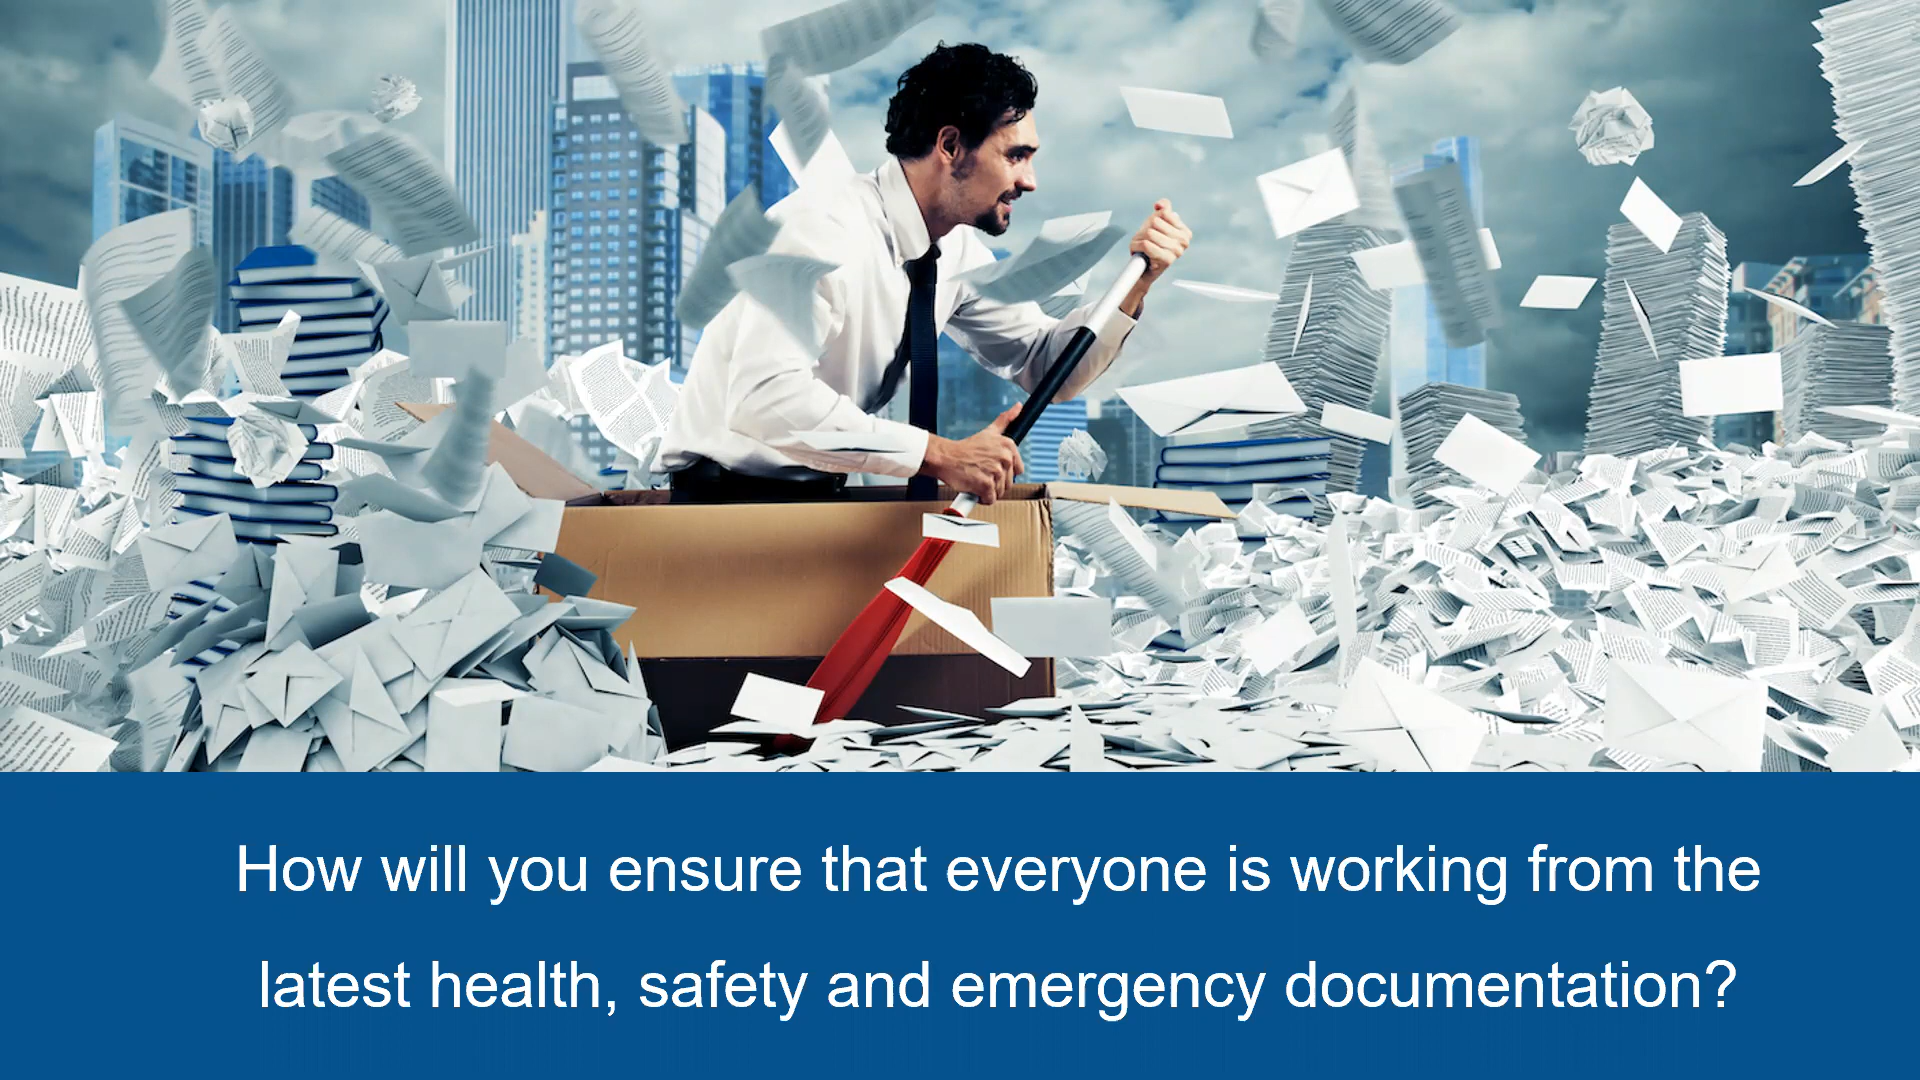 How will you ensure that everyone is working from the
latest health, safety and emergency documentation?